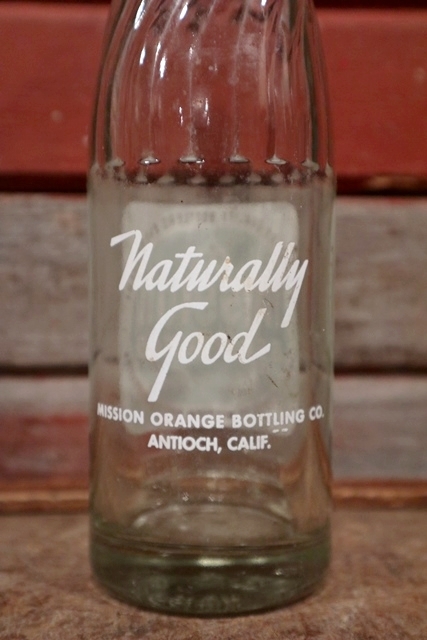 Naturally
Good
MISSION ORANGE BOTTLING CO.
ANTIOCH, CALIF.